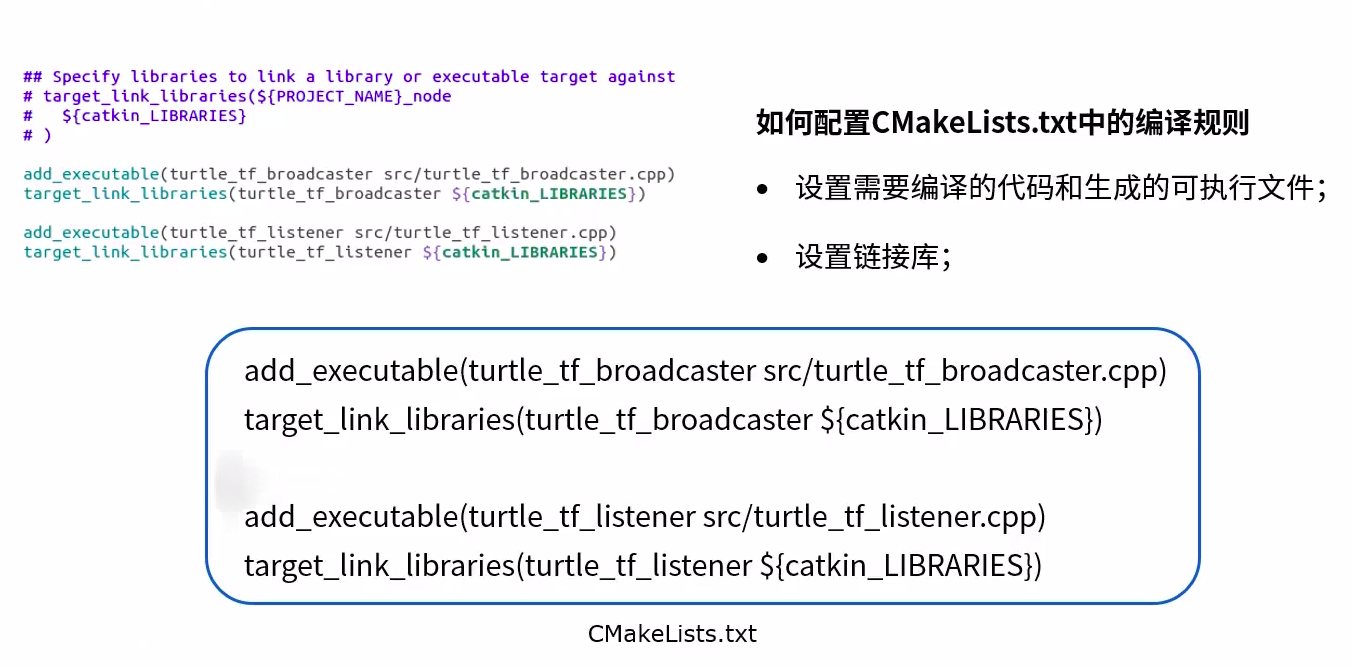 ## Specify libraries to link a library or executable target against
# target_link_libraries(${PROJECT_NAME}_node
#   ${catkin_LIBRARIES}
# )
add_executable(turtle_tf_broadcaster src/turtle_tf_broadcaster.cpp)
target_link_libraries(turtle_tf_broadcaster ${catkin_LIBRARIES})
add_executable(turtle_tf_listener src/turtle_tf_listener.cpp)
target_link_libraries(turtle_tf_listener ${catkin_LIBRARIES})
如何配置CMakeLists.txt中的编译规则
• 设置需要编译的代码和生成的可执行文件；
• 设置链接库；
add_executable(turtle_tf_broadcaster src/turtle_tf_broadcaster.cpp)
target_link_libraries(turtle_tf_broadcaster ${catkin_LIBRARIES})
add_executable(turtle_tf_listener src/turtle_tf_listener.cpp)
target_link_libraries(turtle_tf_listener ${catkin_LIBRARIES})
CMakeLists.txt